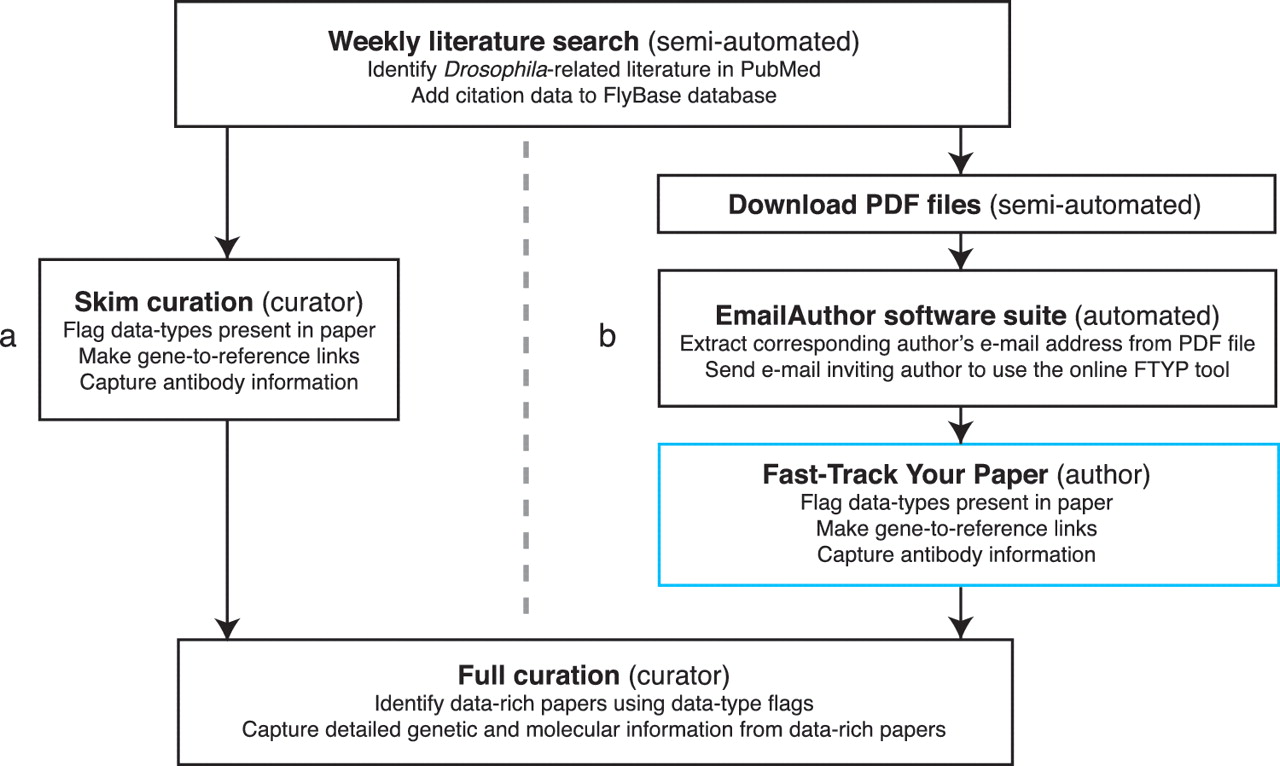 Weekly literature search (semi-automated)
Identify Drosophila-related literature in PubMed
Add citation data to FlyBase database
a
Skim curation (curator)
Flag data-types present in paper
Make gene-to-reference links
Capture antibody information
b
Download PDF files (semi-automated)
EmailAuthor software suite (automated)
Extract corresponding author's e-mail address from PDF file
Send e-mail inviting author to use the online FTYP tool
Fast-Track Your Paper (author)
Flag data-types present in paper
Make gene-to-reference links
Capture antibody information
Full curation (curator)
Identify data-rich papers using data-type flags
Capture detailed genetic and molecular information from data-rich papers